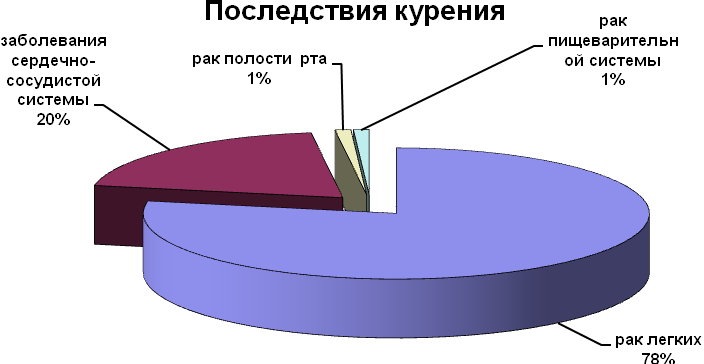 Последствия курения
заболевания
сердечно-
сосудистой
системы
20%
рак полости рта
1%
рак
пищеварительн
ой системы
1%
рак легких
78%